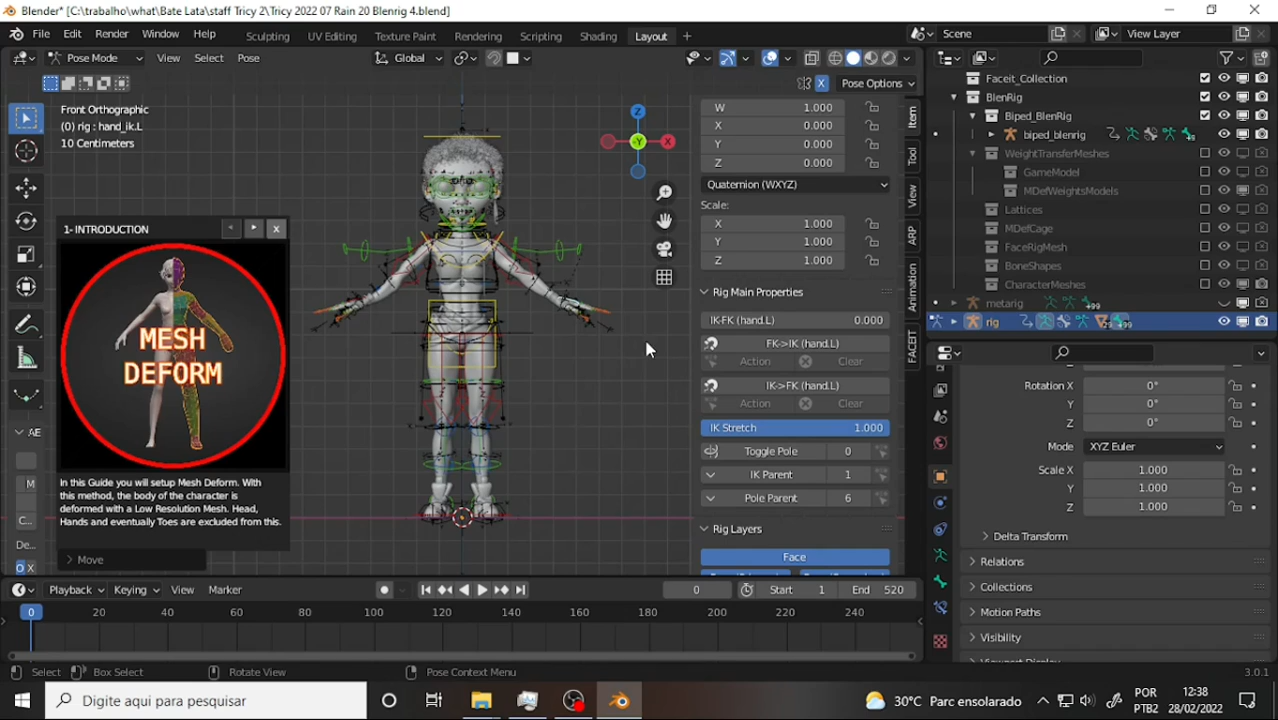 Blender* [C:\trabalho\what\Bate Lata\staff Tricy 2\Tricy 2022 07 Rain 20 Blenrig 4.blend]
File Edit Render Window Help Sculpting UV Editing Texture Paint Rendering Scripting Shading Layout + Scene View Layer
Pose Mode View Select Pose Global
X Pose Options
Front Orthographic
(0) rig : hand_ik.L
10 Centimeters
Z
-Y
X
1- INTRODUCTION
MESH
DEFORM
In this Guide you will setup Mesh Deform. With
this method, the body of the character is
deformed with a Low Resolution Mesh. Head,
Hands and eventually Toes are excluded from this.
AE
M
C...
De...
O X
Move
W 1.000
X 0.000
Y 0.000
Z 0.000
Quaternion (WXYZ)
Scale:
X 1.000
Y 1.000
Z 1.000
Rig Main Properties
IK-FK (hand.L) 0.000
FK->IK (hand.L)
Action Clear
IK->FK (hand.L)
Action Clear
IK Stretch 1.000
Toggle Pole 0
IK Parent 1
Pole Parent 6
Rig Layers
Face
Item
Tool
View
ARP
Animation
FACEIT
Faceit_Collection
BlenRig
Biped_BlenRig
biped_blenrig
WeightTransferMeshes
GameModel
MDefWeightsModels
Lattices
MDefCage
FaceRigMesh
BoneShapes
CharacterMeshes
metarig +99
rig 29 +99
Rotation X 0°
Y 0°
Z 0°
Mode XYZ Euler
Scale X 1.000
Y 1.000
Z 1.000
Delta Transform
Relations
Collections
Motion Paths
Visibility
Viewport Display
Playback Keying View Marker 0 Start 1 End 520
0 20 40 60 80 100 120 140 160 180 200 220 240
Select Box Select Rotate View Pose Context Menu 3.0.1
Digite aqui para pesquisar
30°C Parc ensolarado
POR
PTB2
12:38
28/02/2022